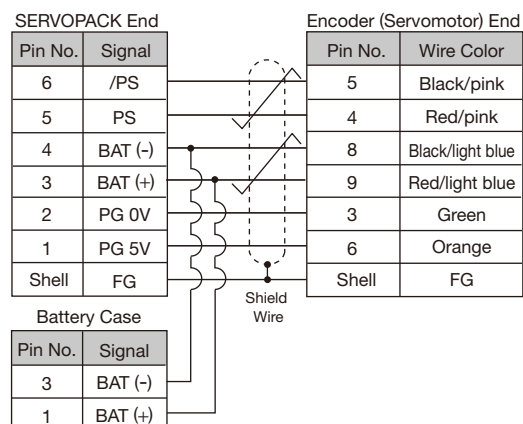 SERVOPACK End
Encoder (Servomotor) End
Pin No. Signal
Pin No. Wire Color
6 /PS
5 Black/pink
5 PS
4 Red/pink
4 BAT (-)
8 Black/light blue
3 BAT (+)
9 Red/light blue
2 PG 0V
3 Green
1 PG 5V
6 Orange
Shell FG
Shell FG
Shield
Wire
Battery Case
Pin No. Signal
3 BAT (-)
1 BAT (+)